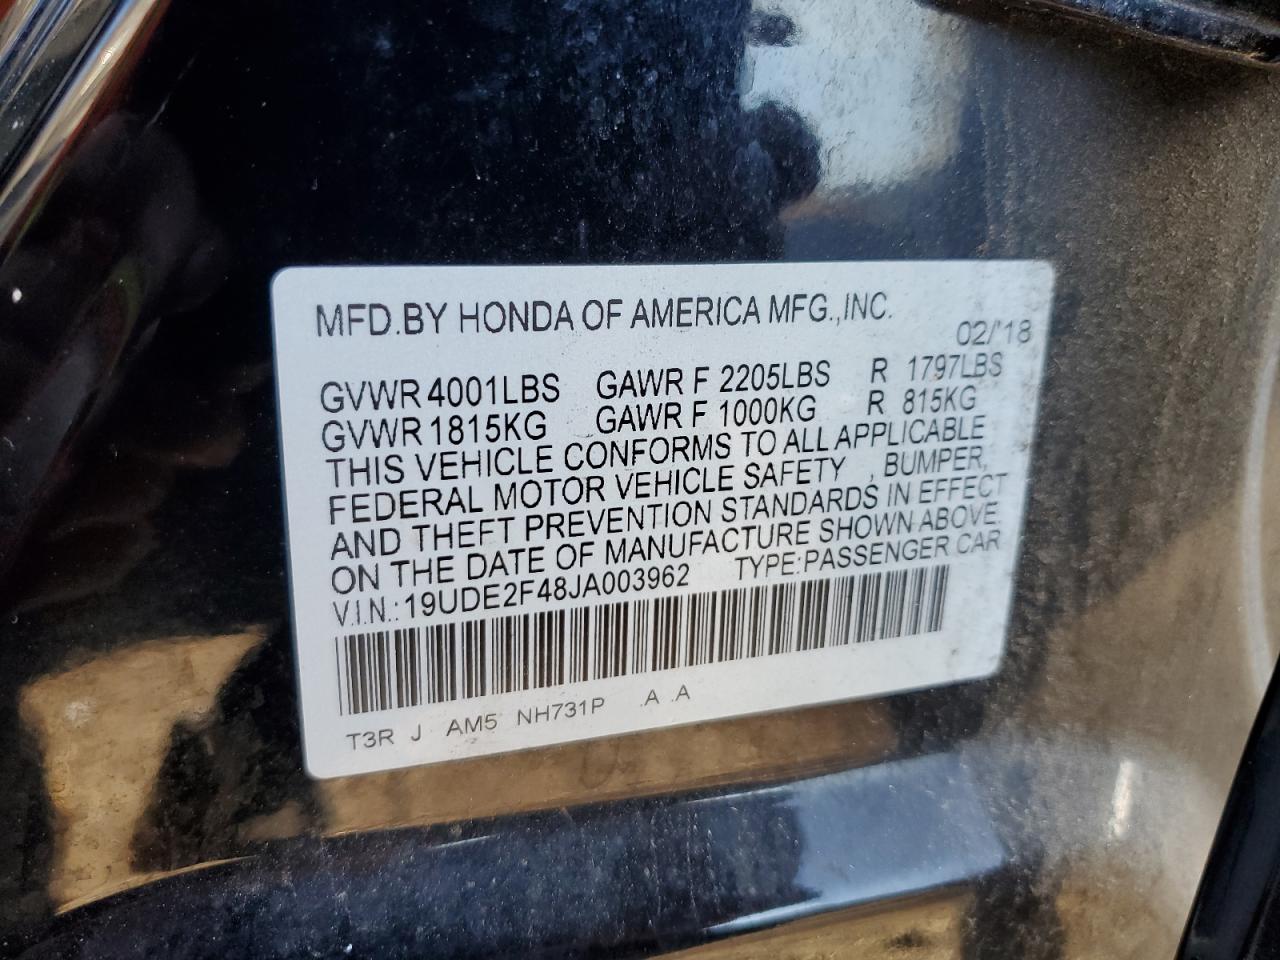 MFD.BY HONDA OF AMERICA MFG.,INC.
02/'18
GVWR 4001LBS GAWR F 2205LBS R 1797LBS
GVWR 1815KG GAWR F 1000KG R 815KG
THIS VEHICLE CONFORMS TO ALL APPLICABLE
FEDERAL MOTOR VEHICLE SAFETY , BUMPER,
AND THEFT PREVENTION STANDARDS IN EFFECT
ON THE DATE OF MANUFACTURE SHOWN ABOVE.
V.I.N.:19UDE2F48JA003962 TYPE:PASSENGER CAR
T3R J AM5 NH731P .A .A